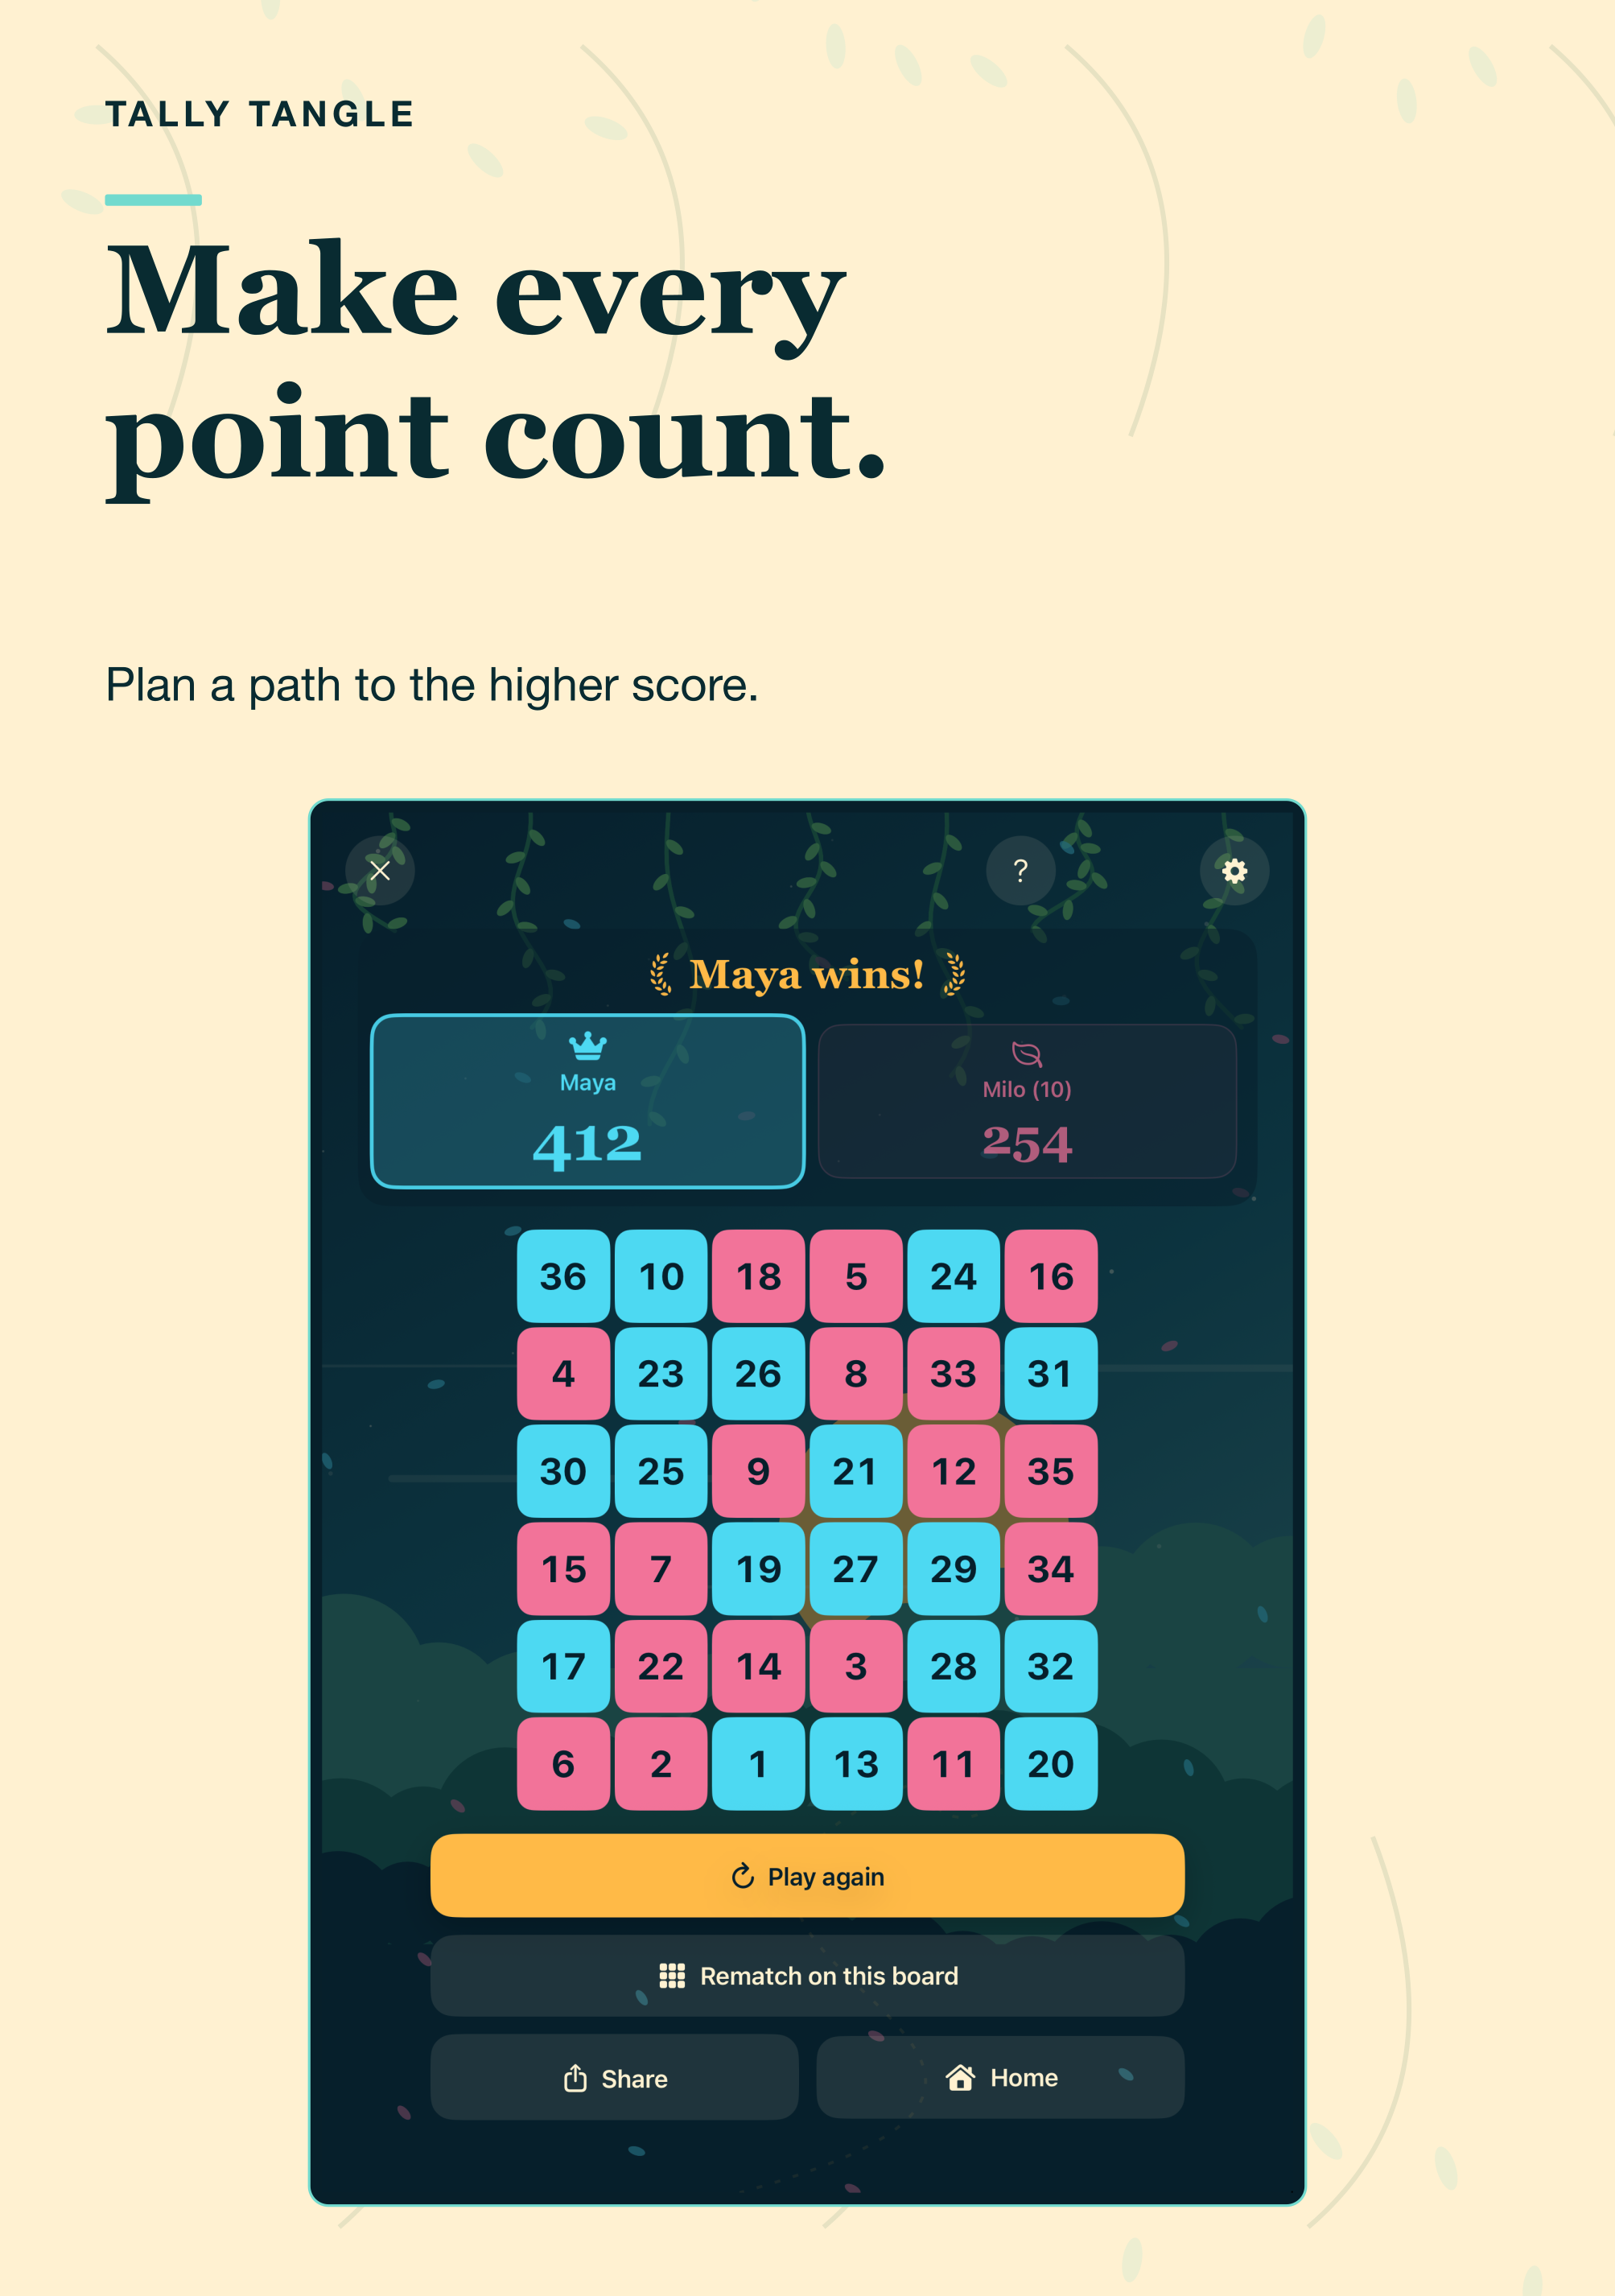 TALLY TANGLE
Make every
point count.
Plan a path to the higher score.
?
Maya wins!
Maya
412
Milo (10)
254
36 10 18 5 24 16
4 23 26 8 33 31
30 25 9 21 12 35
15 7 19 27 29 34
17 22 14 3 28 32
6 2 1 13 11 20
Play again
Rematch on this board
Share
Home